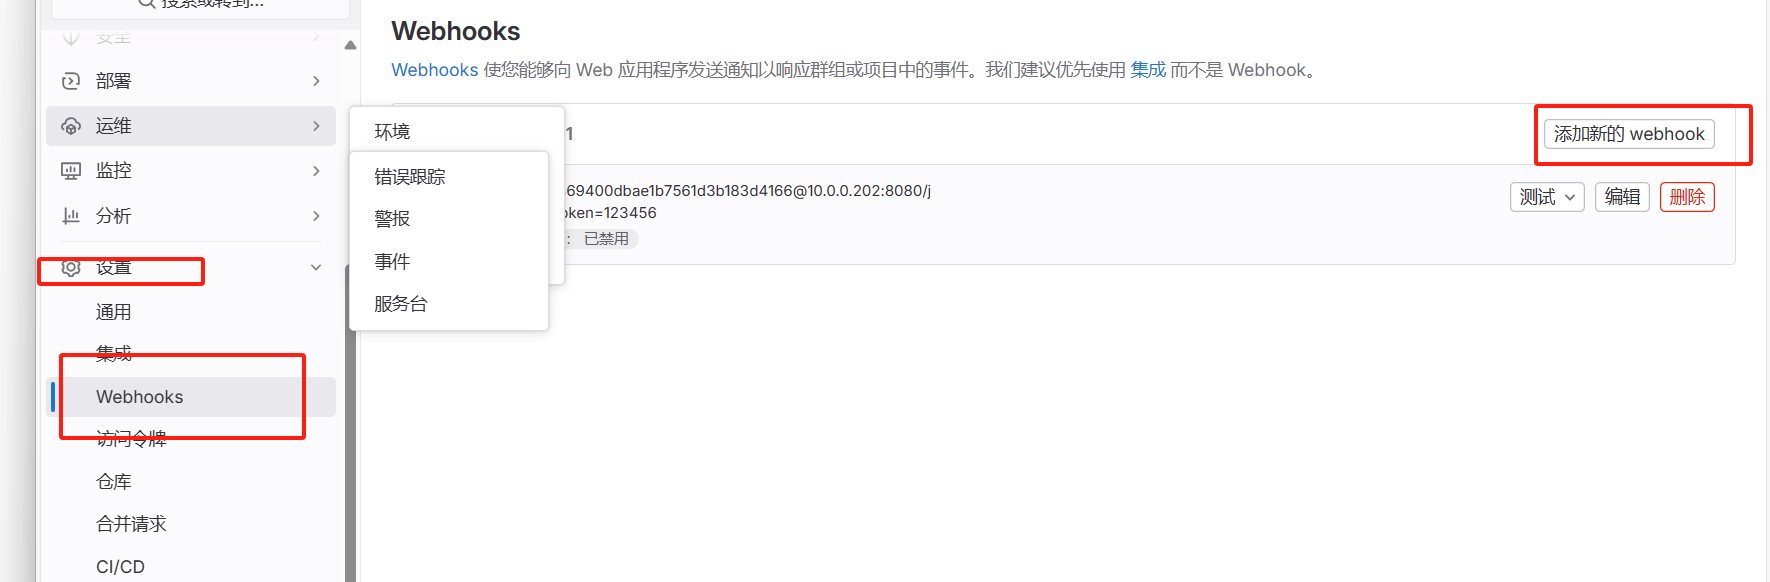 搜索或转到...
安全
部署
运维
监控
分析
设置
通用
集成
Webhooks
访问令牌
仓库
合并请求
CI/CD
环境
错误跟踪
警报
事件
服务台
Webhooks
Webhooks 使您能够向 Web 应用程序发送通知以响应群组或项目中的事件。我们建议优先使用 集成 而不是 Webhook。
1
添加新的 webhook
69400dbae1b7561d3b183d4166@10.0.0.202:8080/j
oken=123456
： 已禁用
测试
编辑
删除